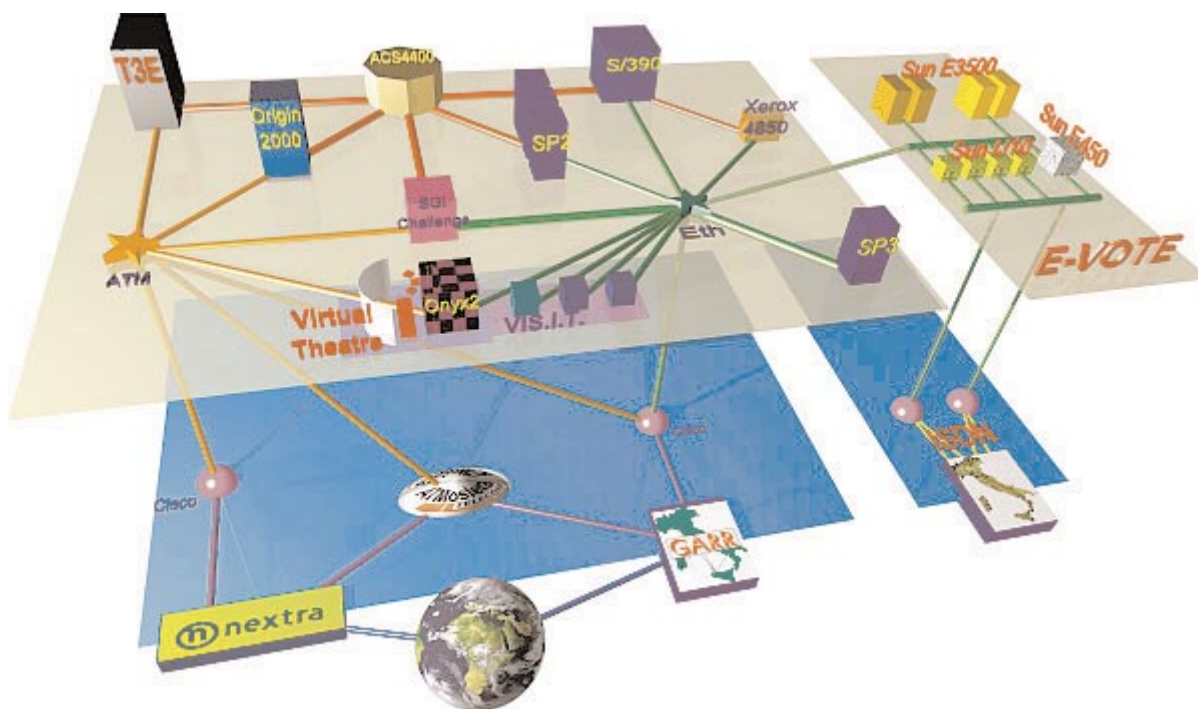 T3E
ACS4400
S/390
Origin
2000
SP2
Xerox
4850
Sun E3500
Sun E450
SGI
Challenge
ATM
Eth
SP3
E-VOTE
Virtual
Theatre
Onyx2
VIS.I.T.
Cisco
ISDN
GARR
nextra